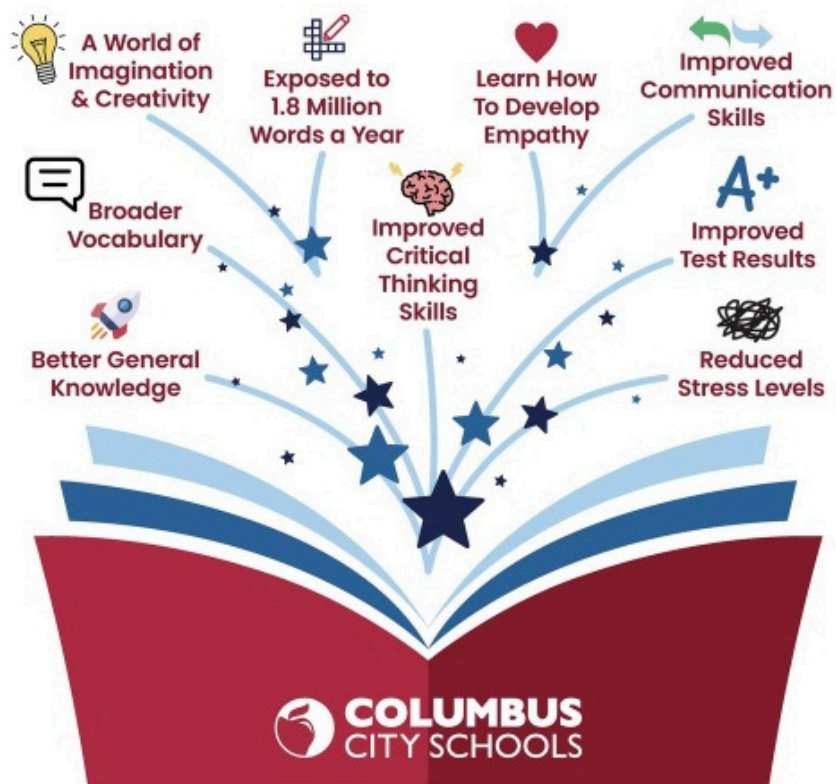 A World of
Imagination
& Creativity
Exposed to
1.8 Million
Words a Year
Learn How
To Develop
Empathy
Improved
Communication
Skills
Broader
Vocabulary
Improved
Critical
Thinking
Skills
A+
Improved
Test Results
Better General
Knowledge
Reduced
Stress Levels
COLUMBUS
CITY SCHOOLS